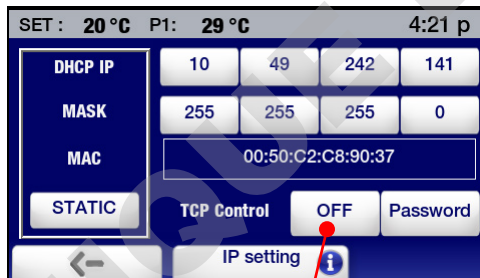 SET : 20 °C P1: 29 °C 4:21 p
DHCP IP 10 49 242 141
MASK 255 255 255 0
MAC 00:50:C2:C8:90:37
STATIC TCP Control OFF Password
IP setting i